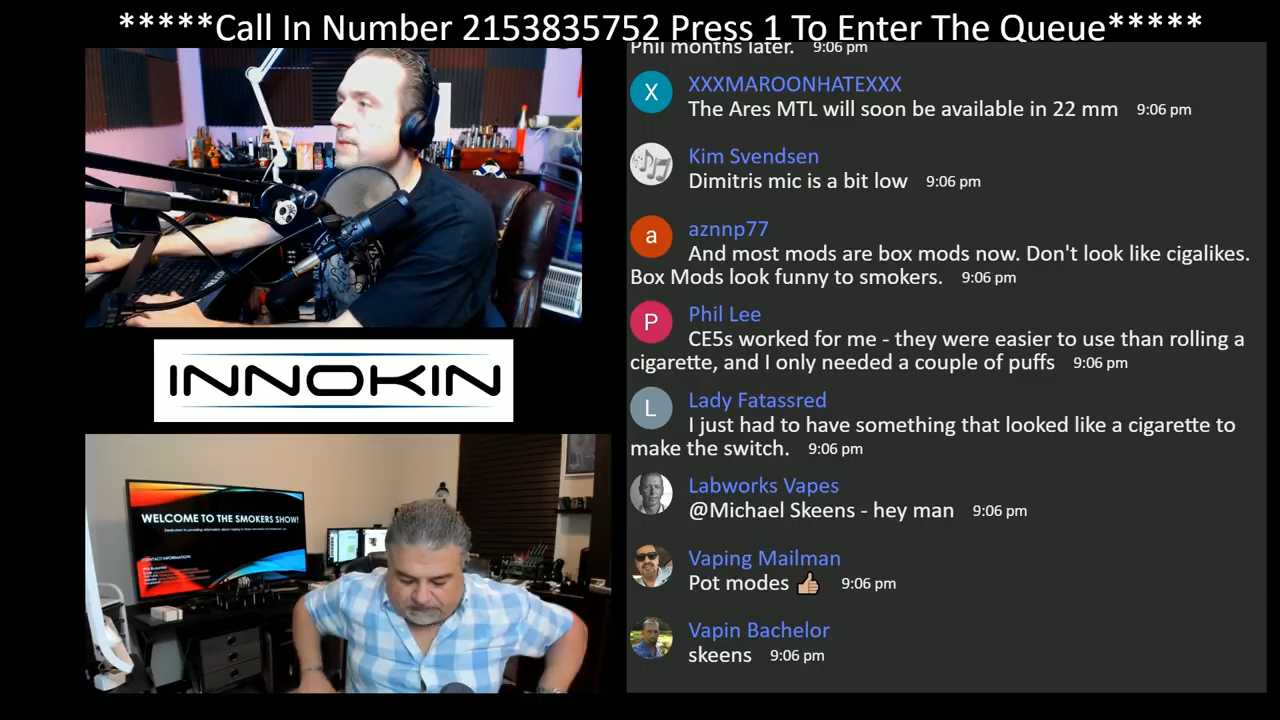 *****Call In Number 2153835752 Press 1 To Enter The Queue*****
Phil months later. 9:06 pm
X XXXMAROONHATEXXX
The Ares MTL will soon be available in 22 mm 9:06 pm
Kim Svendsen
Dimitris mic is a bit low 9:06 pm
a aznnp77
And most mods are box mods now. Don't look like cigalikes.
Box Mods look funny to smokers. 9:06 pm
P Phil Lee
CE5s worked for me - they were easier to use than rolling a
cigarette, and I only needed a couple of puffs 9:06 pm
L Lady Fatassred
I just had to have something that looked like a cigarette to
make the switch. 9:06 pm
Labworks Vapes
@Michael Skeens - hey man 9:06 pm
Vaping Mailman
Pot modes 👍🏼 9:06 pm
Vapin Bachelor
skeens 9:06 pm
INNOKIN
WELCOME TO THE SMOKERS SHOW!
CONTACT INFORMATION